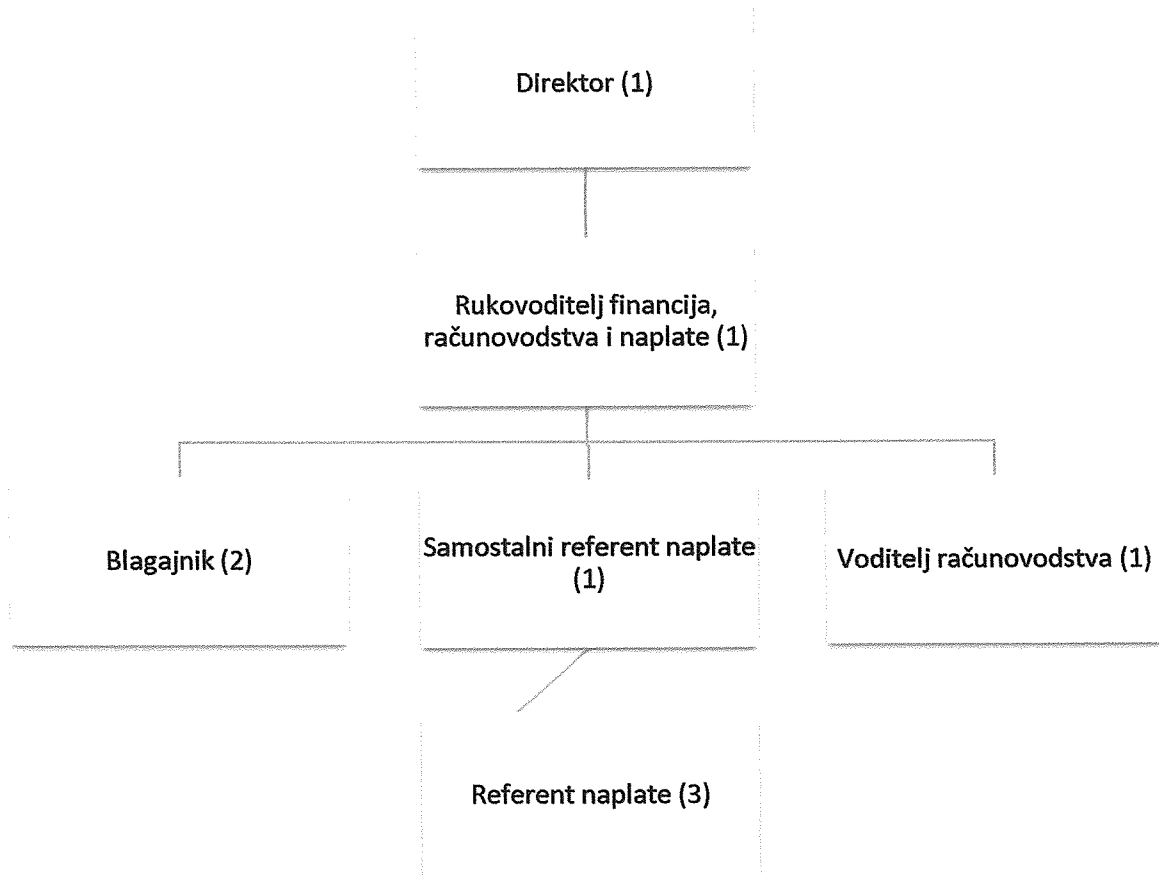 Direktor (1)
Rukovoditelj financija,
računovodstva i naplate (1)
Blagajnik (2)
Samostalni referent naplate
(1)
Voditelj računovodstva (1)
Referent naplate (3)